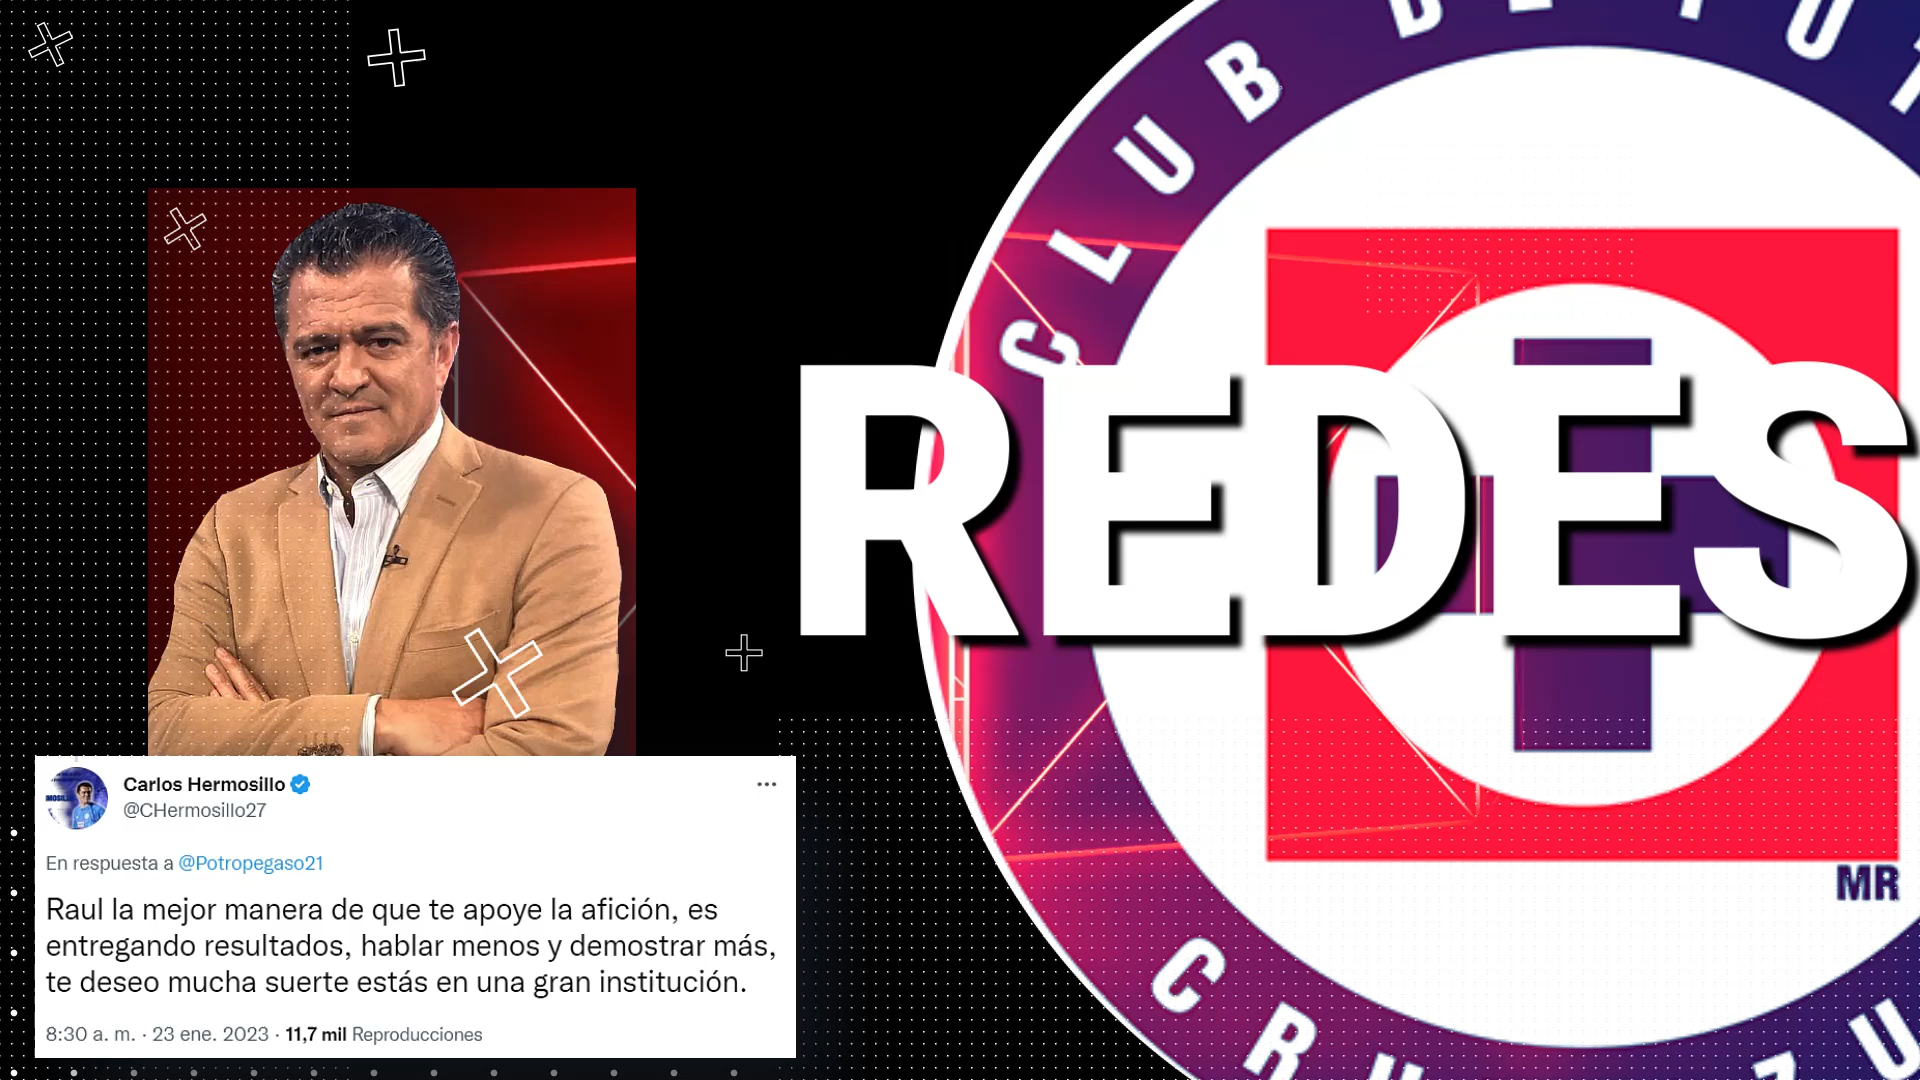 CLUB DE
REDES
MR
Carlos Hermosillo
@CHermosillo27
En respuesta a @Potropegaso21
Raul la mejor manera de que te apoye la afición, es
entregando resultados, hablar menos y demostrar más,
te deseo mucha suerte estás en una gran institución.
8:30 a. m. · 23 ene. 2023 · 11,7 mil Reproducciones